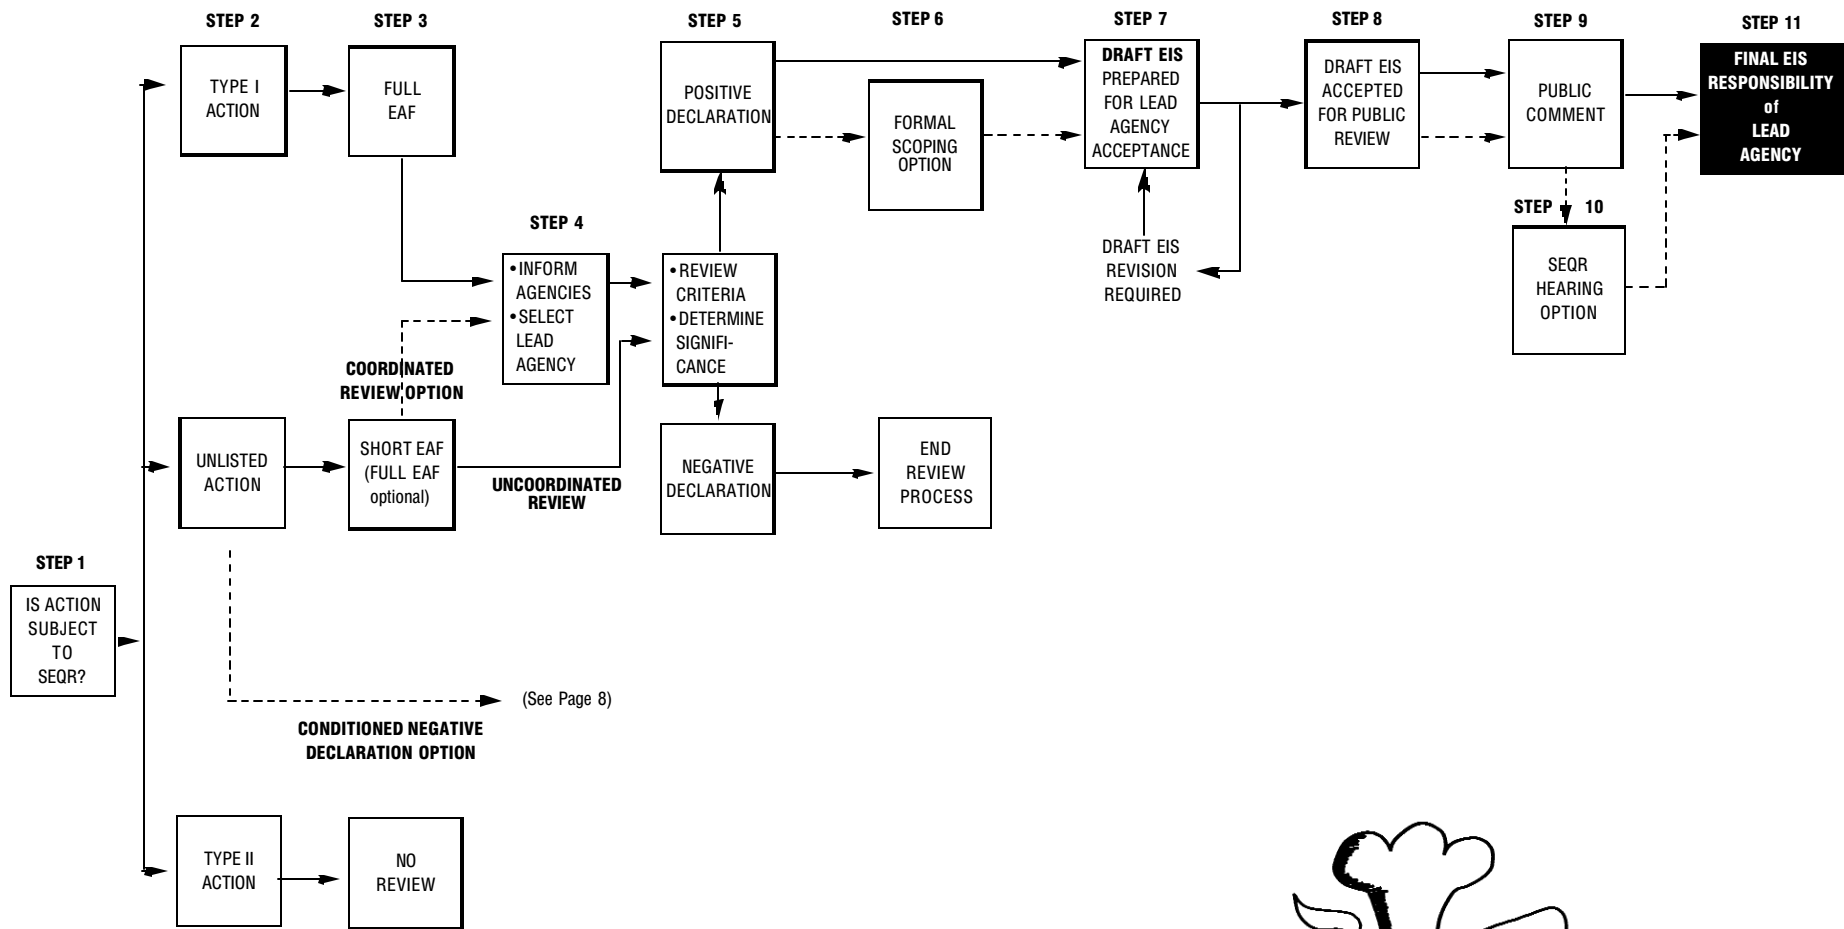 STEP 2
STEP 3
STEP 5
STEP 6
STEP 7
STEP 8
STEP 9
STEP 11
TYPE I
ACTION
FULL
EAF
POSITIVE
DECLARATION
FORMAL
SCOPING
OPTION
DRAFT EIS
PREPARED
FOR LEAD
AGENCY
ACCEPTANCE
DRAFT EIS
ACCEPTED
FOR PUBLIC
REVIEW
PUBLIC
COMMENT
FINAL EIS
RESPONSIBILITY
of
LEAD
AGENCY
STEP 4
•INFORM
AGENCIES
•SELECT
LEAD
AGENCY
•REVIEW
CRITERIA
•DETERMINE
SIGNIFI-
CANCE
DRAFT EIS
REVISION
REQUIRED
STEP 10
SEQR
HEARING
OPTION
COORDINATED
REVIEW OPTION
UNLISTED
ACTION
SHORT EAF
(FULL EAF
optional)
UNCOORDINATED
REVIEW
NEGATIVE
DECLARATION
END
REVIEW
PROCESS
STEP 1
IS ACTION
SUBJECT
TO
SEQR?
(See Page 8)
CONDITIONED NEGATIVE
DECLARATION OPTION
TYPE II
ACTION
NO
REVIEW